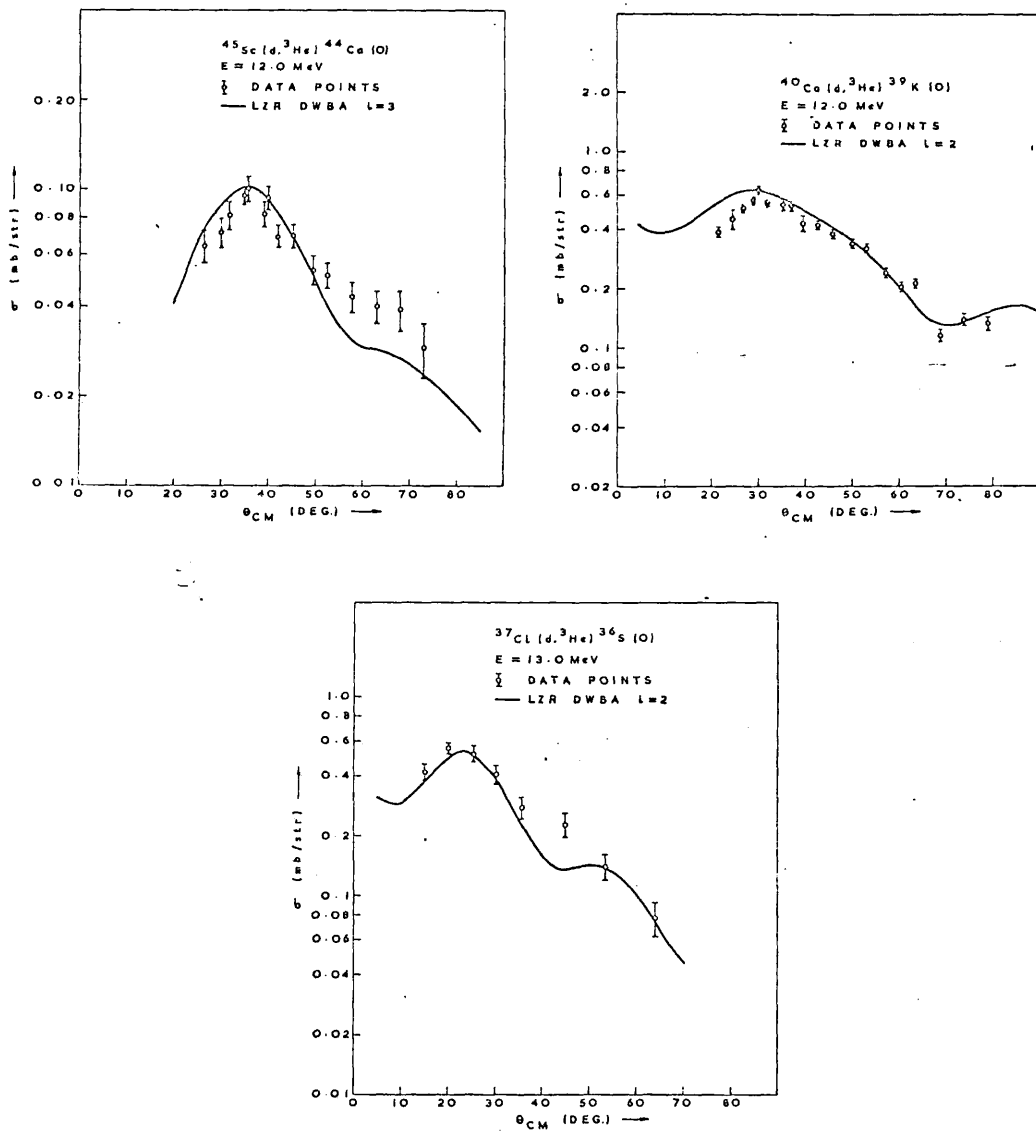 ⁴⁵Sc (d,³He) ⁴⁴Ca (0)
E = 12.0 MeV
DATA POINTS
LZR DWBA l=3
0.20
0.10
0.08
0.06
0.04
0.02
0.01
σ (mb/str)
0 10 20 30 40 50 60 70 80
θCM (DEG.)
⁴⁰Ca (d,³He) ³⁹K (0)
E = 12.0 MeV
DATA POINTS
LZR DWBA l=2
2.0
1.0
0.8
0.6
0.4
0.2
0.1
0.08
0.06
0.04
0.02
σ (mb/str)
0 10 20 30 40 50 60 70 80
θCM (DEG.)
³⁷Cl (d,³He) ³⁶S (0)
E = 13.0 MeV
DATA POINTS
LZR DWBA l=2
1.0
0.8
0.6
0.4
0.2
0.1
0.08
0.06
0.04
0.02
0.01
σ (mb/str)
0 10 20 30 40 50 60 70
θCM (DEG.)